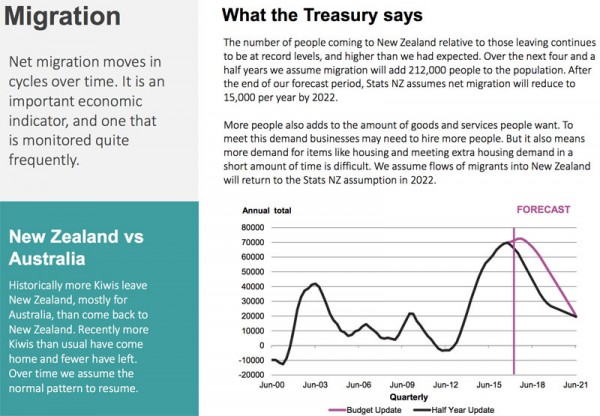 Migration
Net migration moves in
cycles over time. It is an
important economic
indicator, and one that
is monitored quite
frequently.
New Zealand vs
Australia
Historically more Kiwis leave
New Zealand, mostly for
Australia, than come back to
New Zealand. Recently more
Kiwis than usual have come
home and fewer have left.
Over time we assume the
normal pattern to resume.
What the Treasury says
The number of people coming to New Zealand relative to those leaving continues
to be at record levels, and higher than we had expected. Over the next four and a
half years we assume migration will add 212,000 people to the population. After
the end of our forecast period, Stats NZ assumes net migration will reduce to
15,000 per year by 2022.
More people also adds to the amount of goods and services people want. To
meet this demand businesses may need to hire more people. But it also means
more demand for items like housing and meeting extra housing demand in a
short amount of time is difficult. We assume flows of migrants into New Zealand
will return to the Stats NZ assumption in 2022.
Annual total
FORECAST
80000
70000
60000
50000
40000
30000
20000
10000
0
-10000
-20000
Jun-00 Jun-03 Jun-06 Jun-09 Jun-12 Jun-15 Jun-18 Jun-21
Quarterly
Budget Update Half Year Update